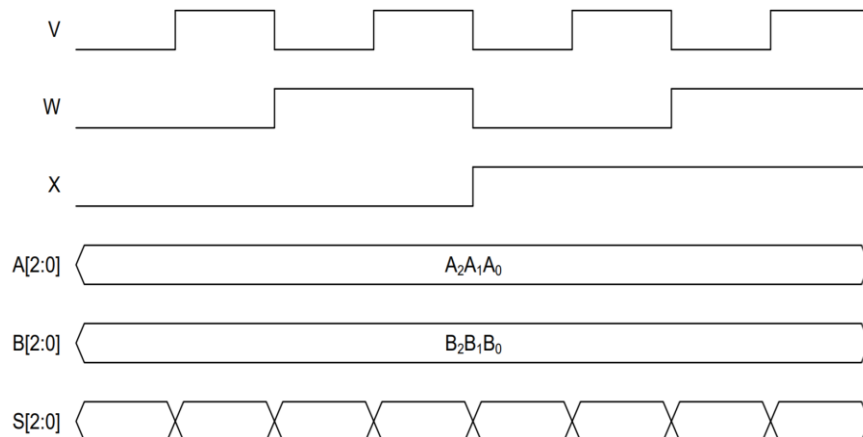 V
W
X
A[2:0]
A₂A₁A₀
B[2:0]
B₂B₁B₀
S[2:0]